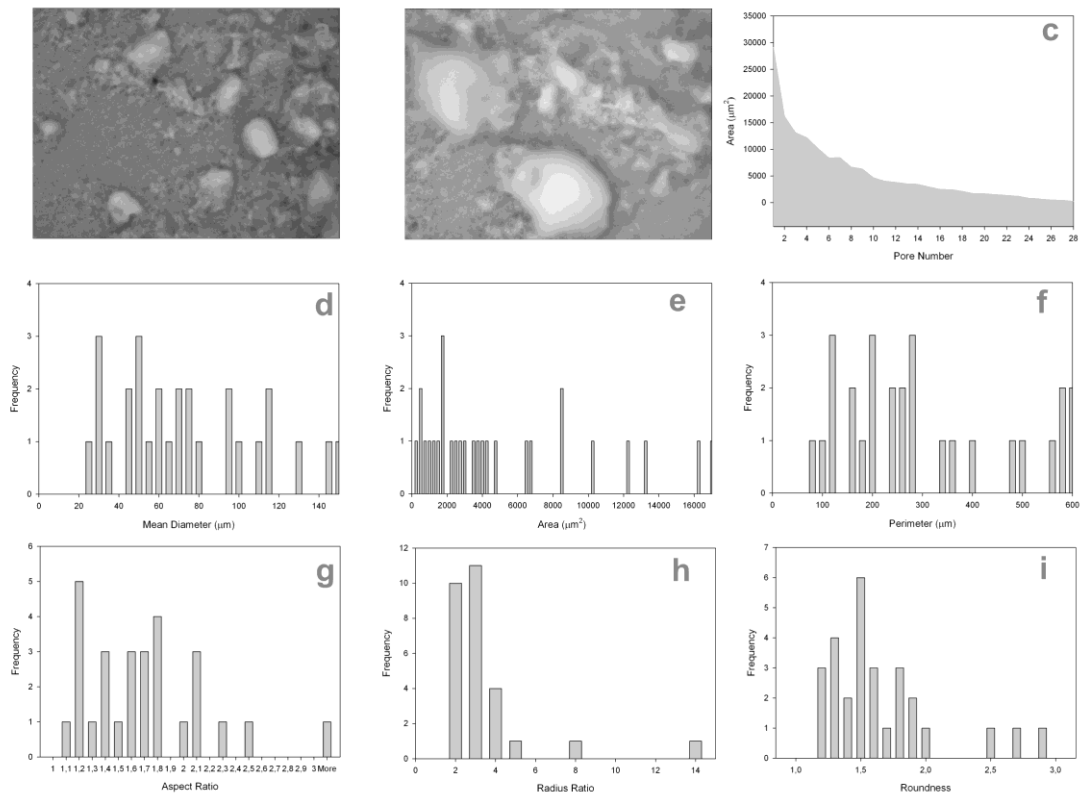 c
35000
30000
25000
20000
15000
10000
5000
0
Area (μm²)
2 4 6 8 10 12 14 16 18 20 22 24 26 28
Pore Number
d
4
3
2
1
0
Frequency
0 20 40 60 80 100 120 140
Mean Diameter (μm)
e
4
3
2
1
0
Frequency
0 2000 4000 6000 8000 10000 12000 14000 16000
Area (μm²)
f
4
3
2
1
0
Frequency
0 100 200 300 400 500 600
Perimeter (μm)
g
6
5
4
3
2
1
0
Frequency
1 1,1 1,2 1,3 1,4 1,5 1,6 1,7 1,8 1,9 2 2,1 2,2 2,3 2,4 2,5 2,6 2,7 2,8 2,9 3 More
Aspect Ratio
h
12
10
8
6
4
2
0
Frequency
2 4 6 8 10 12 14
Radius Ratio
i
7
6
5
4
3
2
1
0
Frequency
1,0 1,5 2,0 2,5 3,0
Roundness